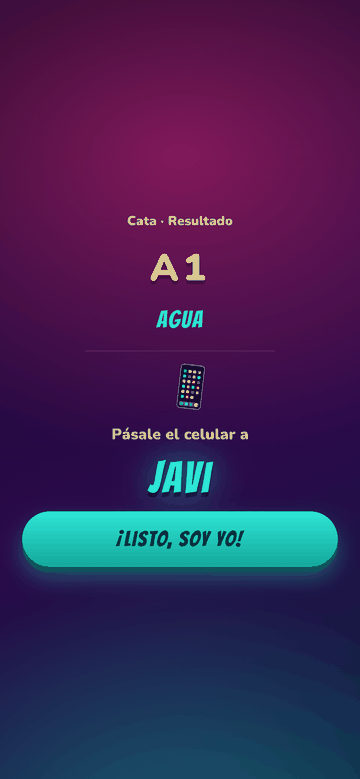 Cata · Resultado
A1
AGUA
Pásale el celular a
JAVI
¡LISTO, SOY YO!